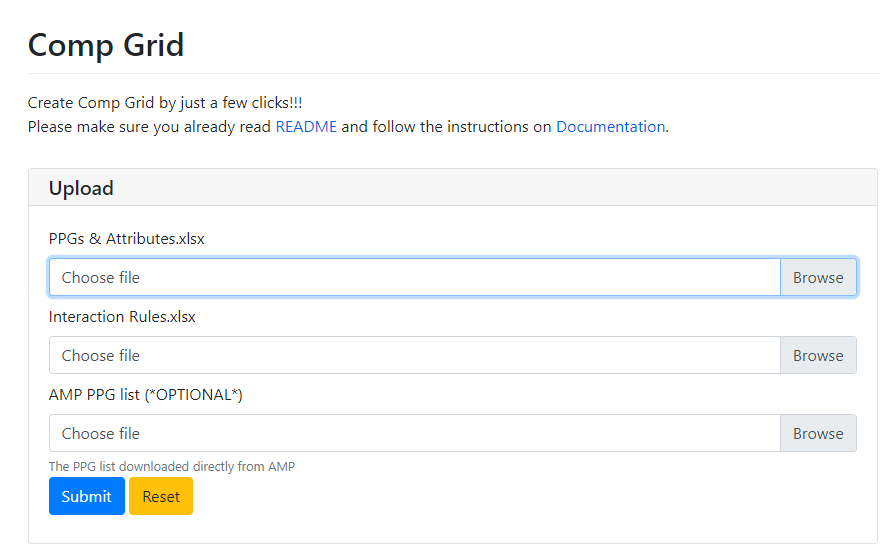 Comp Grid
Create Comp Grid by just a few clicks!!!
Please make sure you already read README and follow the instructions on Documentation.
Upload
PPGs & Attributes.xlsx
Choose file Browse
Interaction Rules.xlsx
Choose file Browse
AMP PPG list (*OPTIONAL*)
Choose file Browse
The PPG list downloaded directly from AMP
Submit Reset